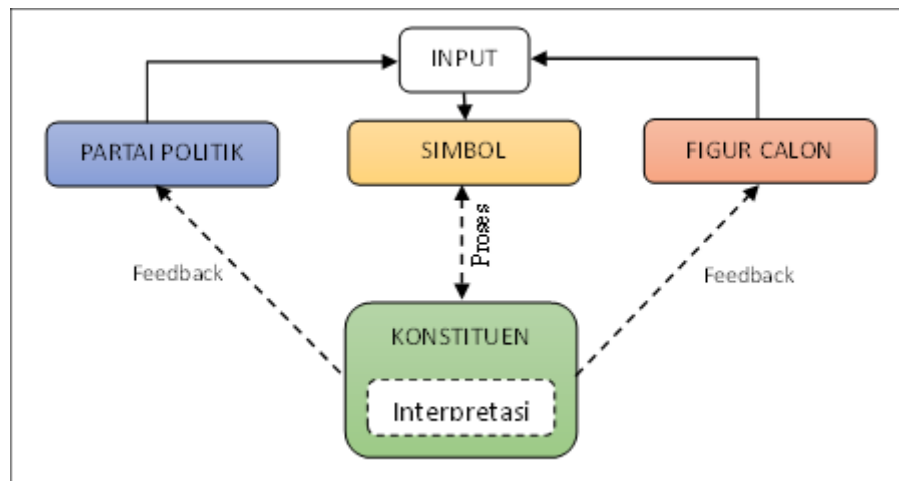 INPUT
PARTAI POLITIK
SIMBOL
FIGUR CALON
Proses
Feedback
Feedback
KONSTITUEN
Interpretasi